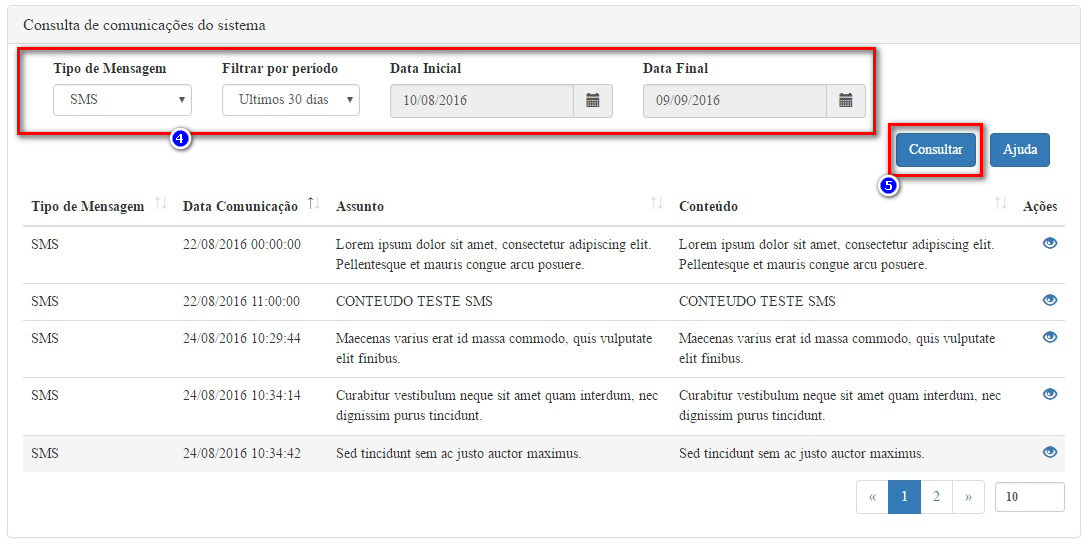 Consulta de comunicações do sistema
Tipo de Mensagem Filtrar por período Data Inicial Data Final
SMS Ultimos 30 dias 10/08/2016 09/09/2016
4
Consultar Ajuda
5
Tipo de Mensagem Data Comunicação Assunto Conteúdo Ações
SMS 22/08/2016 00:00:00 Lorem ipsum dolor sit amet, consectetur adipiscing elit. Lorem ipsum dolor sit amet, consectetur adipiscing elit.
Pellentesque et mauris congue arcu posuere. Pellentesque et mauris congue arcu posuere.
SMS 22/08/2016 11:00:00 CONTEUDO TESTE SMS CONTEUDO TESTE SMS
SMS 24/08/2016 10:29:44 Maecenas varius erat id massa commodo, quis vulputate Maecenas varius erat id massa commodo, quis vulputate
elit finibus. elit finibus.
SMS 24/08/2016 10:34:14 Curabitur vestibulum neque sit amet quam interdum, nec Curabitur vestibulum neque sit amet quam interdum, nec
dignissim purus tincidunt. dignissim purus tincidunt.
SMS 24/08/2016 10:34:42 Sed tincidunt sem ac justo auctor maximus. Sed tincidunt sem ac justo auctor maximus.
« 1 2 » 10